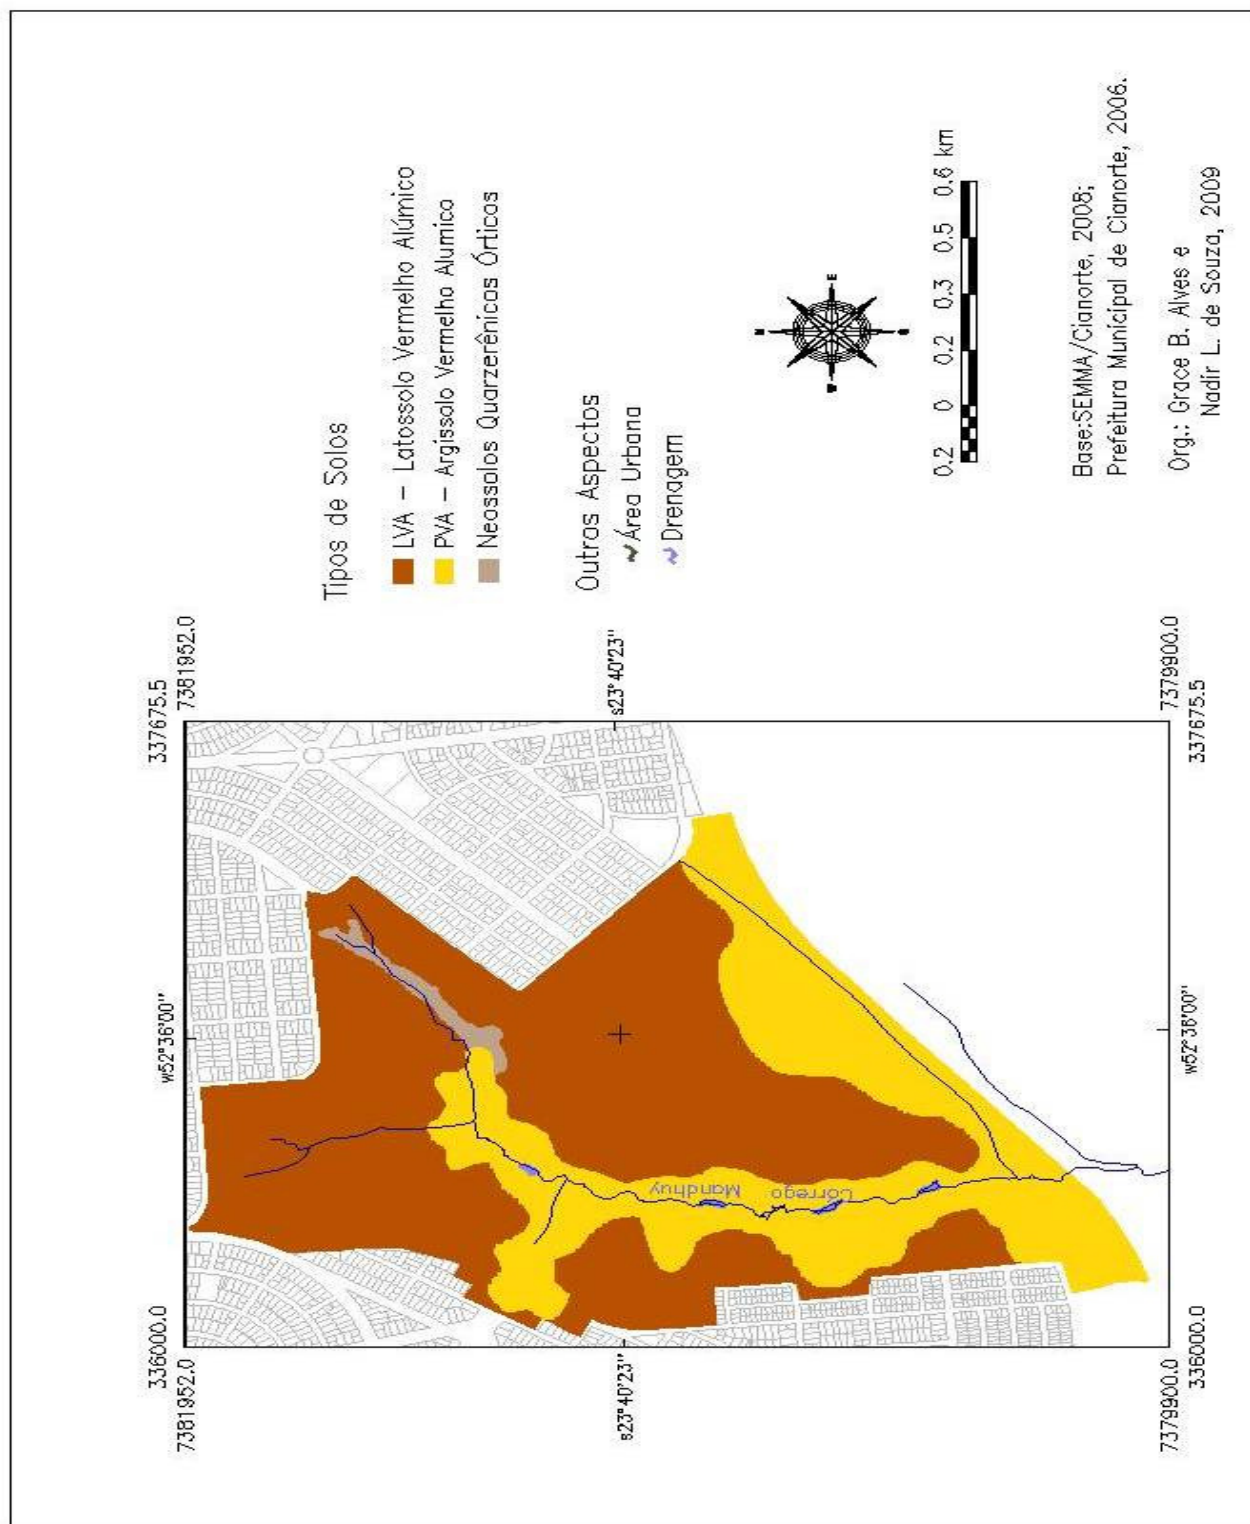 336000.0 w52°36'00" 337675.5
7381952.0 7381952.0
s23°40'23" s23°40'23"
Córrego
Mandhuy
7379900.0 7379900.0
336000.0 w52°36'00" 337675.5
Tipos de Solos
LVA – Latossolo Vermelho Alúmico
PVA – Argissolo Vermelho Alumico
Neossolos Quarzerênicos Órticos
Outros Aspectos
Área Urbana
Drenagem
0.2 0 0.2 0.3 0.5 0.6 km
Base:SEMMA/Cianorte, 2008;
Prefeitura Municipal de Cianorte, 2006.
Org.: Grace B. Alves e
Nadir L. de Souza, 2009